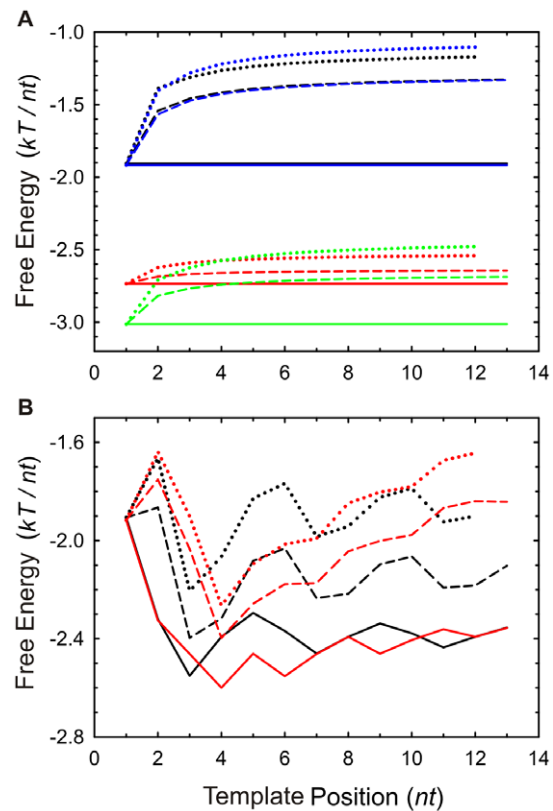 A
Free Energy (kT / nt)
-1.0
-1.5
-2.0
-2.5
-3.0
0 2 4 6 8 10 12 14
B
Free Energy (kT / nt)
-1.6
-2.0
-2.4
-2.8
0 2 4 6 8 10 12 14
Template Position (nt)